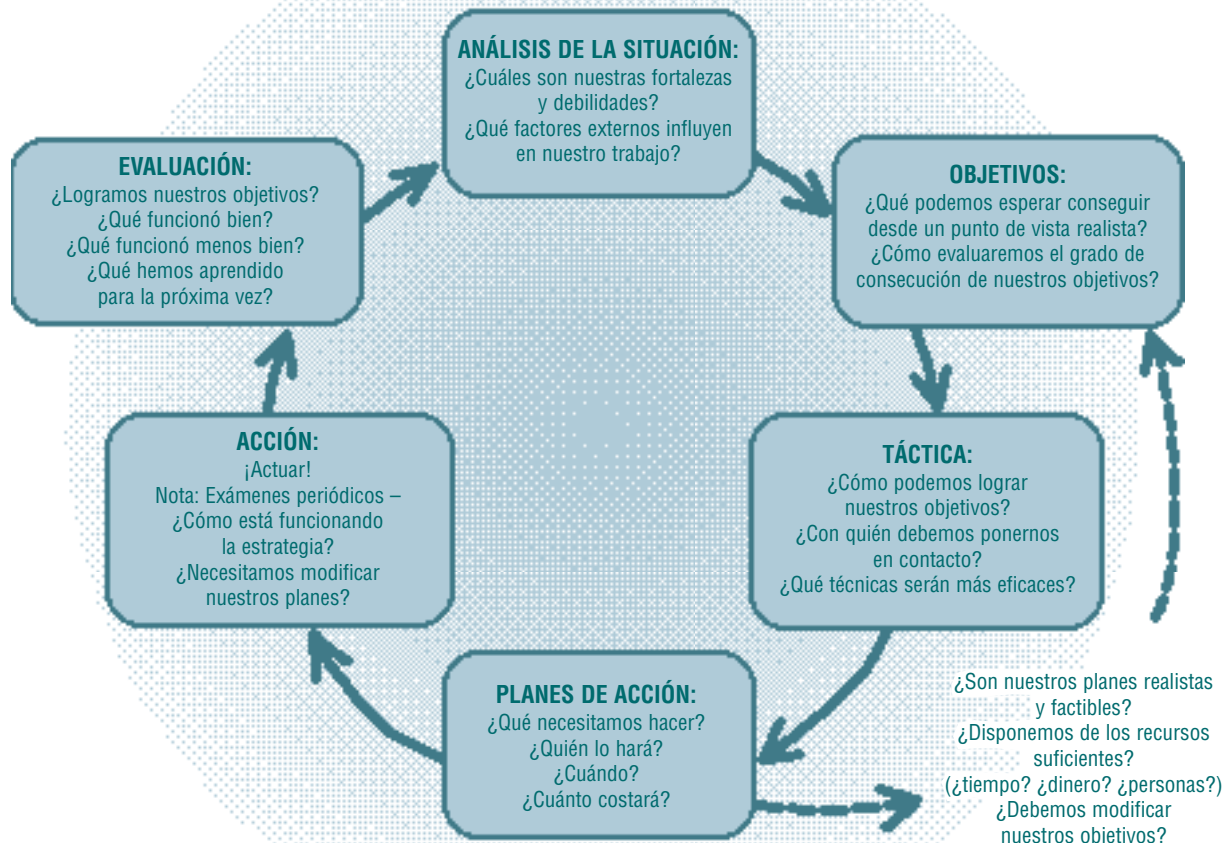 ANÁLISIS DE LA SITUACIÓN:
¿Cuáles son nuestras fortalezas
y debilidades?
¿Qué factores externos influyen
en nuestro trabajo?
OBJETIVOS:
¿Qué podemos esperar conseguir
desde un punto de vista realista?
¿Cómo evaluaremos el grado de
consecución de nuestros objetivos?
TÁCTICA:
¿Cómo podemos lograr
nuestros objetivos?
¿Con quién debemos ponernos
en contacto?
¿Qué técnicas serán más eficaces?
¿Son nuestros planes realistas
y factibles?
¿Disponemos de los recursos
suficientes?
(¿tiempo? ¿dinero? ¿personas?)
¿Debemos modificar
nuestros objetivos?
PLANES DE ACCIÓN:
¿Qué necesitamos hacer?
¿Quién lo hará?
¿Cuándo?
¿Cuánto costará?
ACCIÓN:
¡Actuar!
Nota: Exámenes periódicos –
¿Cómo está funcionando
la estrategia?
¿Necesitamos modificar
nuestros planes?
EVALUACIÓN:
¿Logramos nuestros objetivos?
¿Qué funcionó bien?
¿Qué funcionó menos bien?
¿Qué hemos aprendido
para la próxima vez?